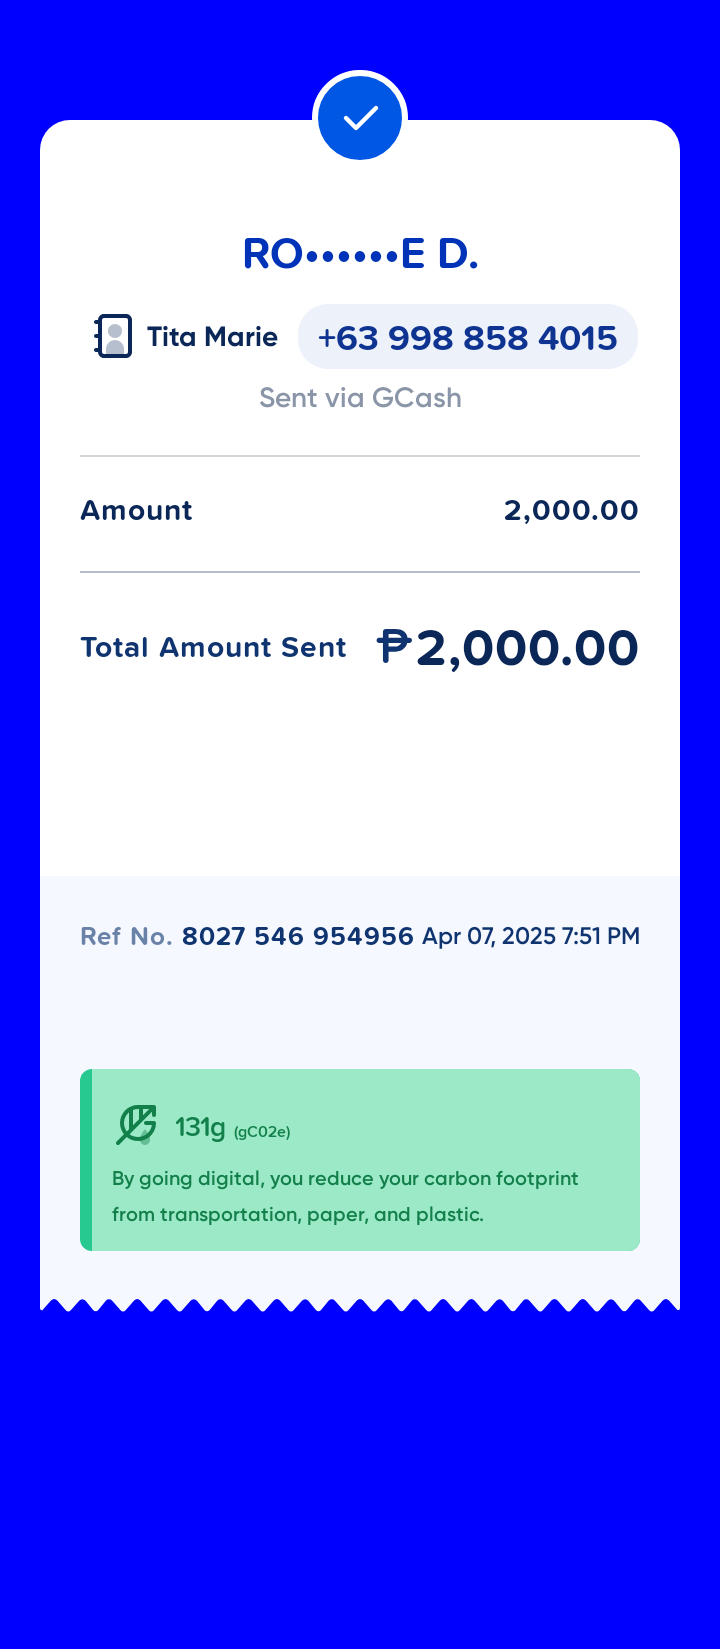 RO••••••E D.
Tita Marie +63 998 858 4015
Sent via GCash
Amount 2,000.00
Total Amount Sent ₱2,000.00
Ref No. 8027 546 954956 Apr 07, 2025 7:51 PM
131g (gC02e)
By going digital, you reduce your carbon footprint
from transportation, paper, and plastic.